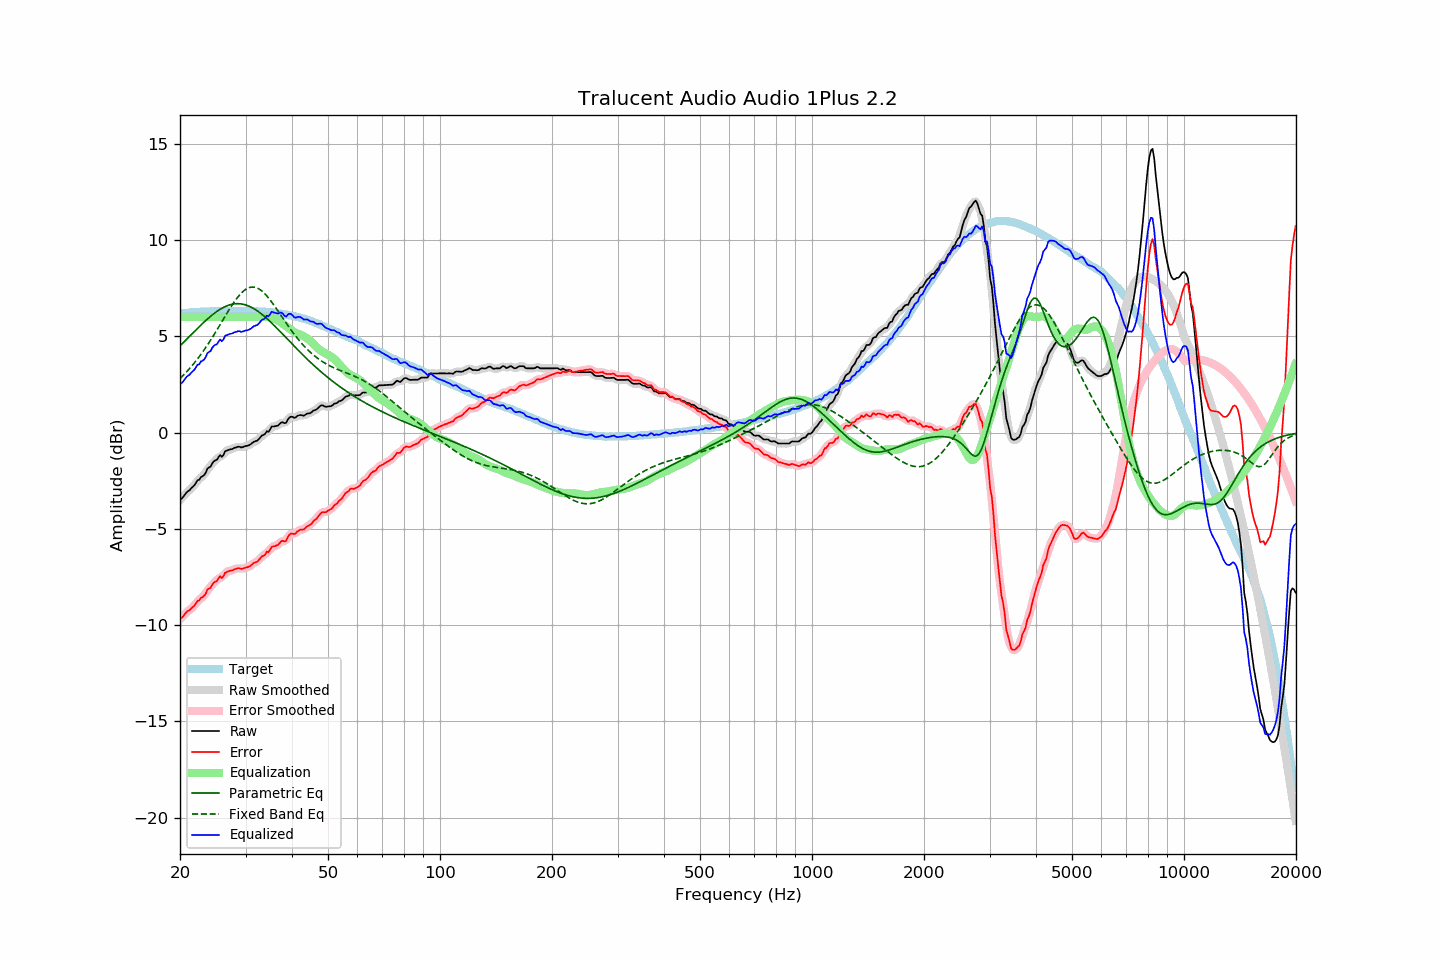 Tralucent Audio Audio 1Plus 2.2
Amplitude (dBr)
15
10
5
0
−5
−10
−15
−20
Target
Raw Smoothed
Error Smoothed
Raw
Error
Equalization
Parametric Eq
Fixed Band Eq
Equalized
20 50 100 200 500 1000 2000 5000 10000 20000
Frequency (Hz)